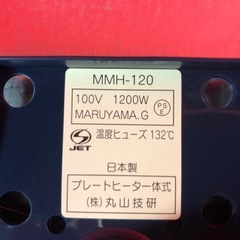 MMH-120
100V 1200W
MARUYAMA.G
PSE
JET 温度ヒューズ 132℃
日本製
プレートヒーター体式
(株)丸山技研